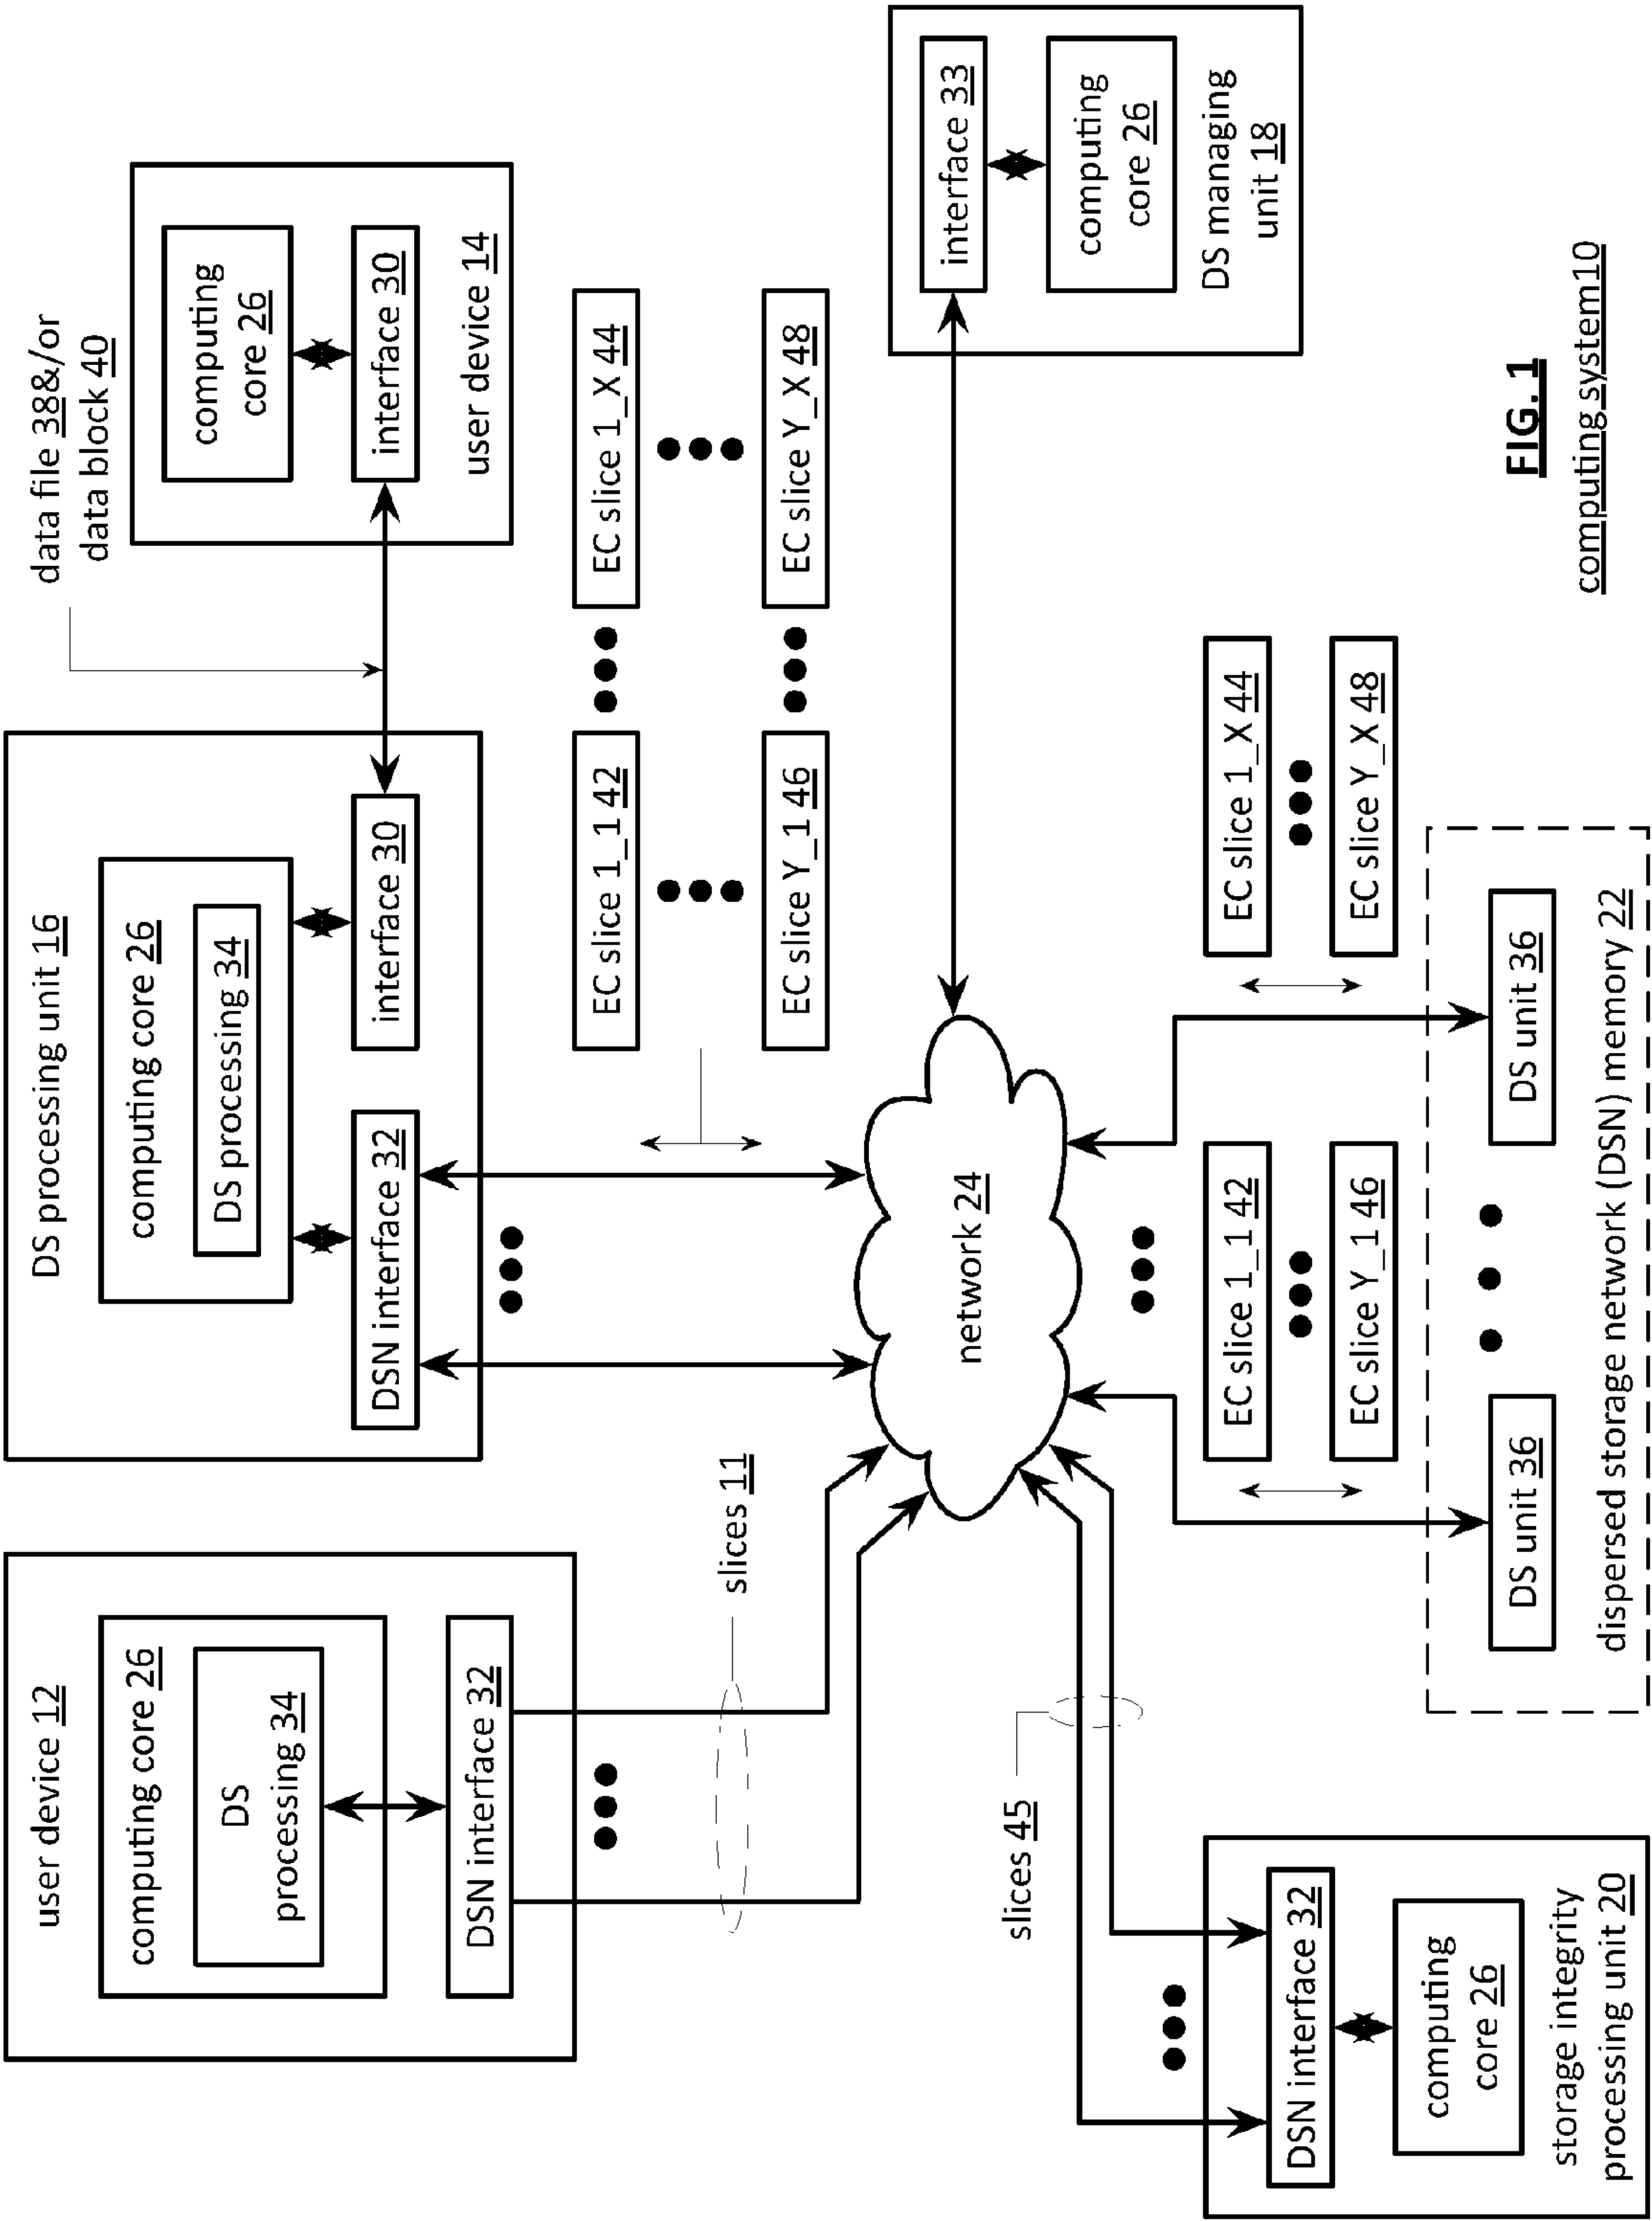 user device 12
computing core 26
DS
processing 34
DSN interface 32
slices 11
DS processing unit 16
computing core 26
DS processing 34
DSN interface 32
interface 30
data file 38&/or
data block 40
computing
core 26
interface 30
user device 14
EC slice 1_1 42
EC slice 1_X 44
EC slice Y_1 46
EC slice Y_X 48
network 24
interface 33
computing
core 26
DS managing
unit 18
slices 45
DSN interface 32
computing
core 26
storage integrity
processing unit 20
EC slice 1_1 42
EC slice Y_1 46
EC slice 1_X 44
EC slice Y_X 48
DS unit 36
DS unit 36
dispersed storage network (DSN) memory 22
FIG. 1
computing system10